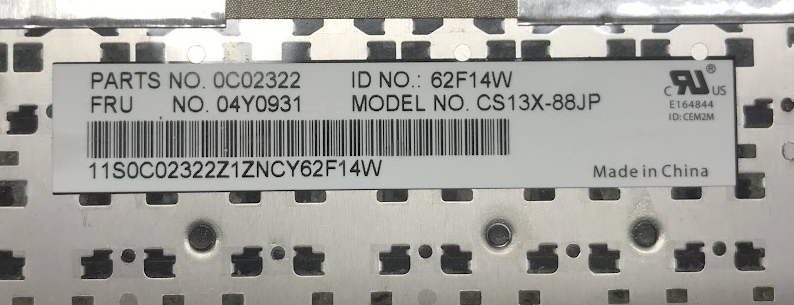 PARTS NO. 0C02322 ID NO.: 62F14W
FRU NO. 04Y0931 MODEL NO. CS13X-88JP
11S0C02322Z1ZNCY62F14W
C RU US ®
E164844
ID: CEM2M
Made in China